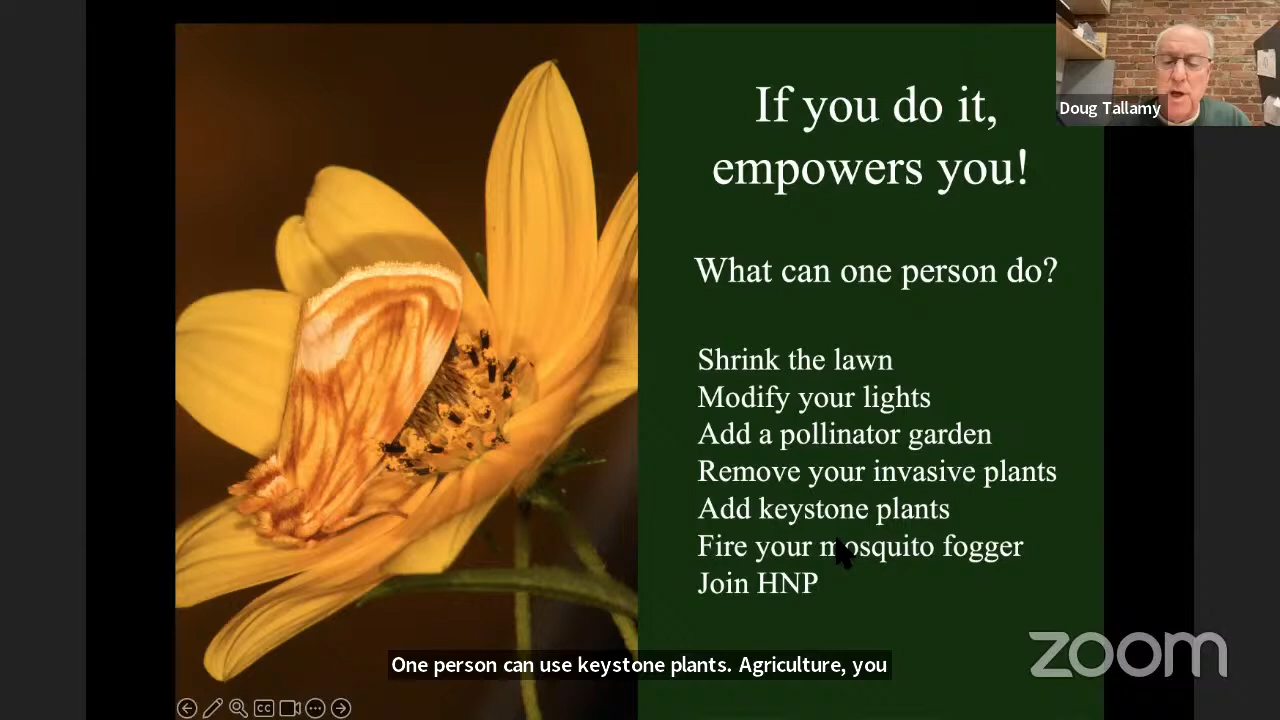 If you do it,
empowers you!
What can one person do?
Shrink the lawn
Modify your lights
Add a pollinator garden
Remove your invasive plants
Add keystone plants
Fire your mosquito fogger
Join HNP
Doug Tallamy
One person can use keystone plants. Agriculture, you
zoom
CC